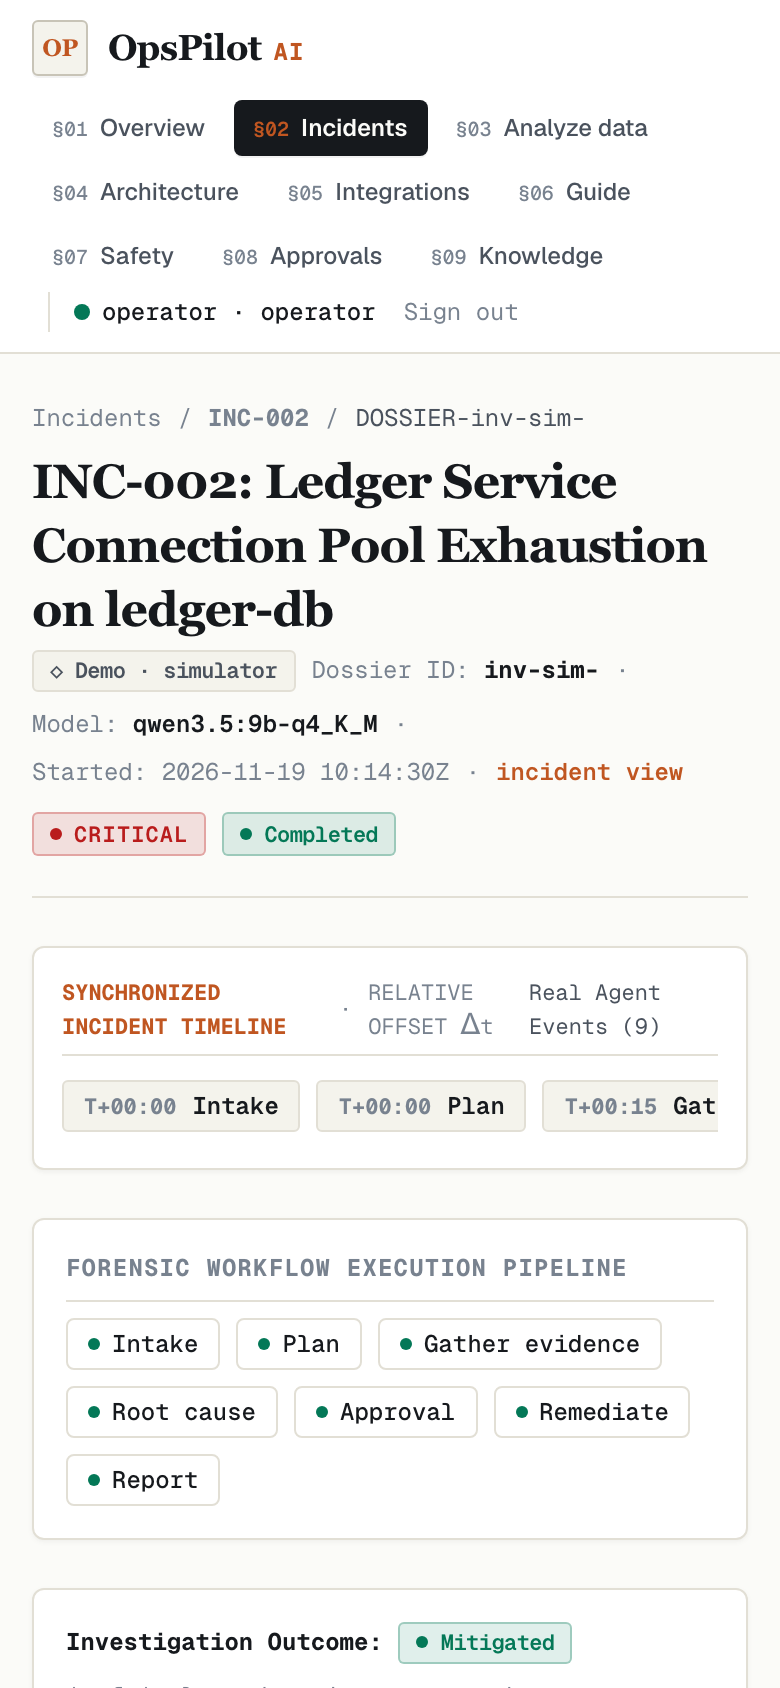 OP OpsPilot AI
§01 Overview §02 Incidents §03 Analyze data
§04 Architecture §05 Integrations §06 Guide
§07 Safety §08 Approvals §09 Knowledge
operator · operator Sign out
Incidents / INC-002 / DOSSIER-inv-sim-
INC-002: Ledger Service
Connection Pool Exhaustion
on ledger-db
◇ Demo · simulator Dossier ID: inv-sim- ·
Model: qwen3.5:9b-q4_K_M ·
Started: 2026-11-19 10:14:30Z · incident view
CRITICAL Completed
SYNCHRONIZED INCIDENT TIMELINE · RELATIVE OFFSET Δt Real Agent Events (9)
T+00:00 Intake T+00:00 Plan T+00:15 Gat
FORENSIC WORKFLOW EXECUTION PIPELINE
Intake Plan Gather evidence
Root cause Approval Remediate
Report
Investigation Outcome: Mitigated